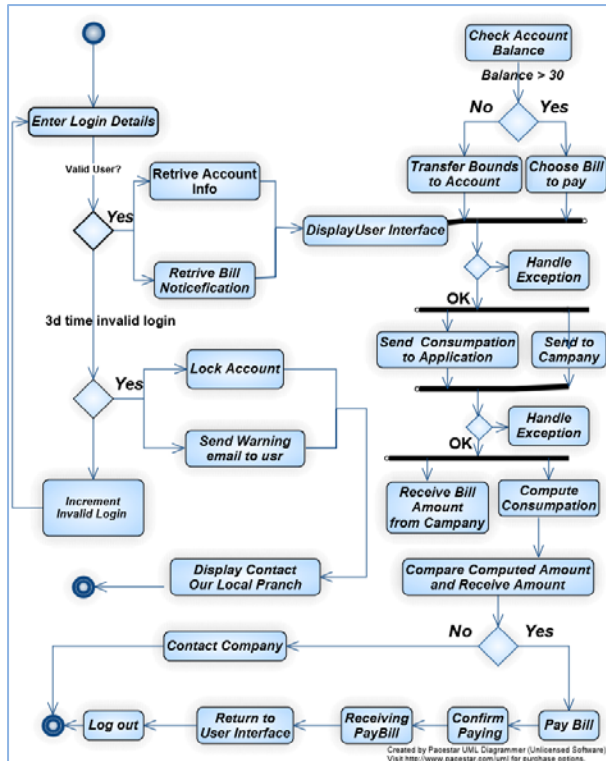 Check Account
Balance
Balance > 30
No
Yes
Enter Login Details
Valid User?
Yes
Retrive Account
Info
Transfer Bounds
to Account
Choose Bill
to pay
DisplayUser Interface
Retrive Bill
Noticefication
Handle
Exception
OK
3d time invalid login
Send Consumpation
to Application
Send to
Campany
Yes
Lock Account
Send Warning
email to usr
Handle
Exception
OK
Increment
Invalid Login
Receive Bill
Amount
from Campany
Compute
Consumpation
Display Contact
Our Local Pranch
Compare Computed Amount
and Receive Amount
No
Yes
Contact Company
Log out
Return to
User Interface
Receiving
PayBill
Confirm
Paying
Pay Bill
Created by Pacestar UML Diagrammer (Unlicensed Software)
Visit http://www.pacestar.com/uml for purchase options.